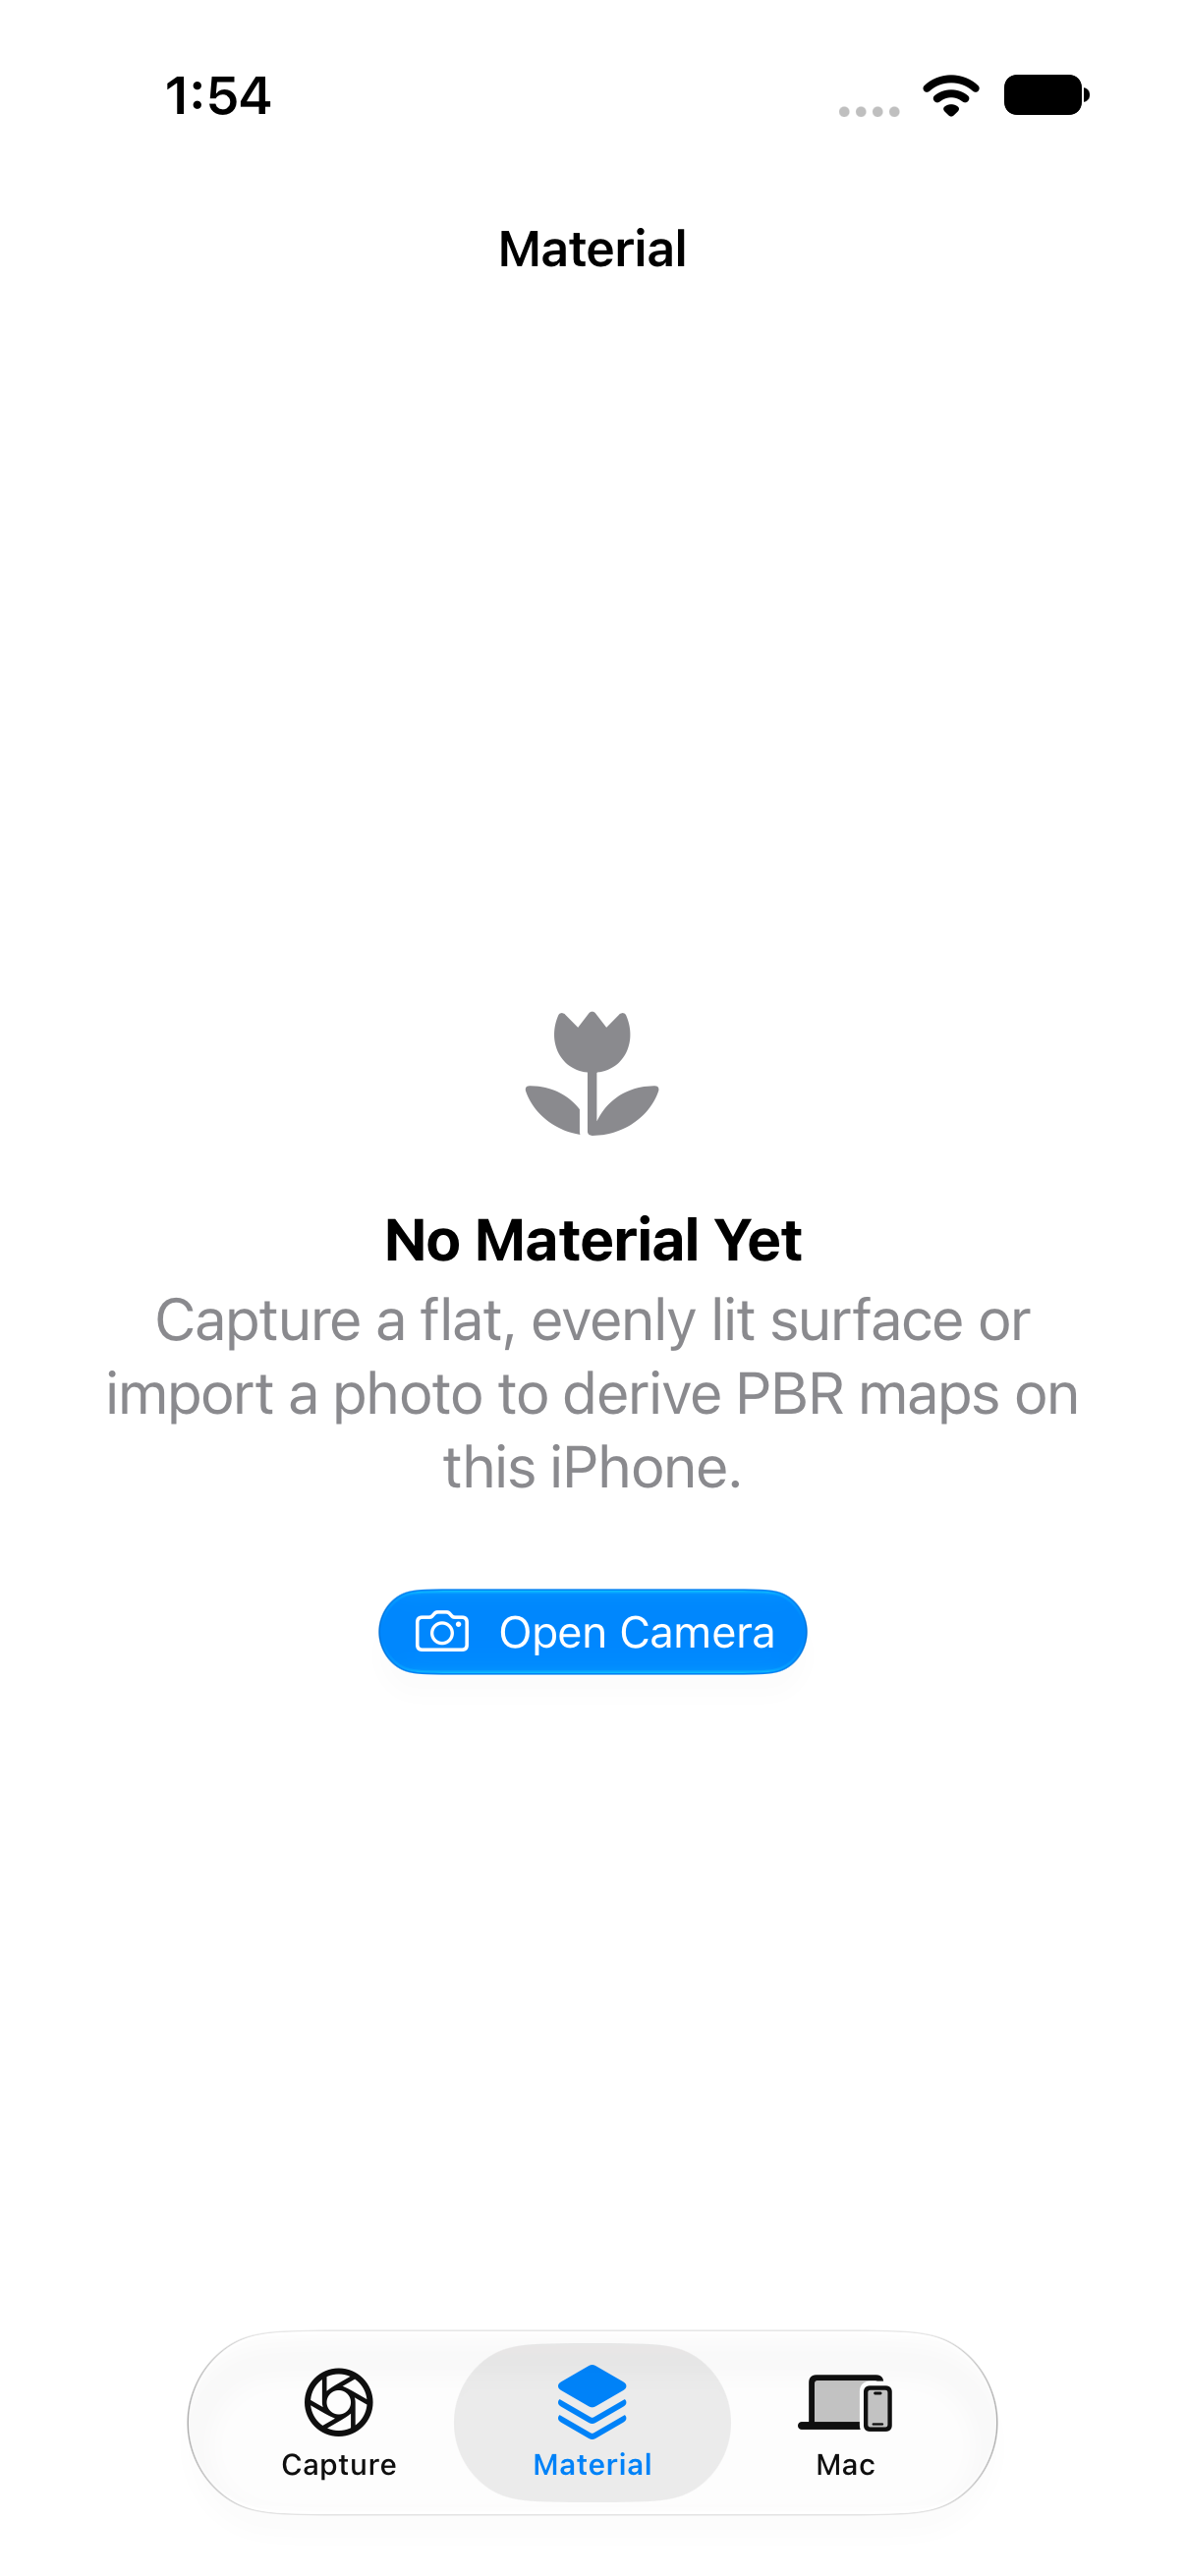 1:54
Material
No Material Yet
Capture a flat, evenly lit surface or
import a photo to derive PBR maps on
this iPhone.
Open Camera
Capture
Material
Mac